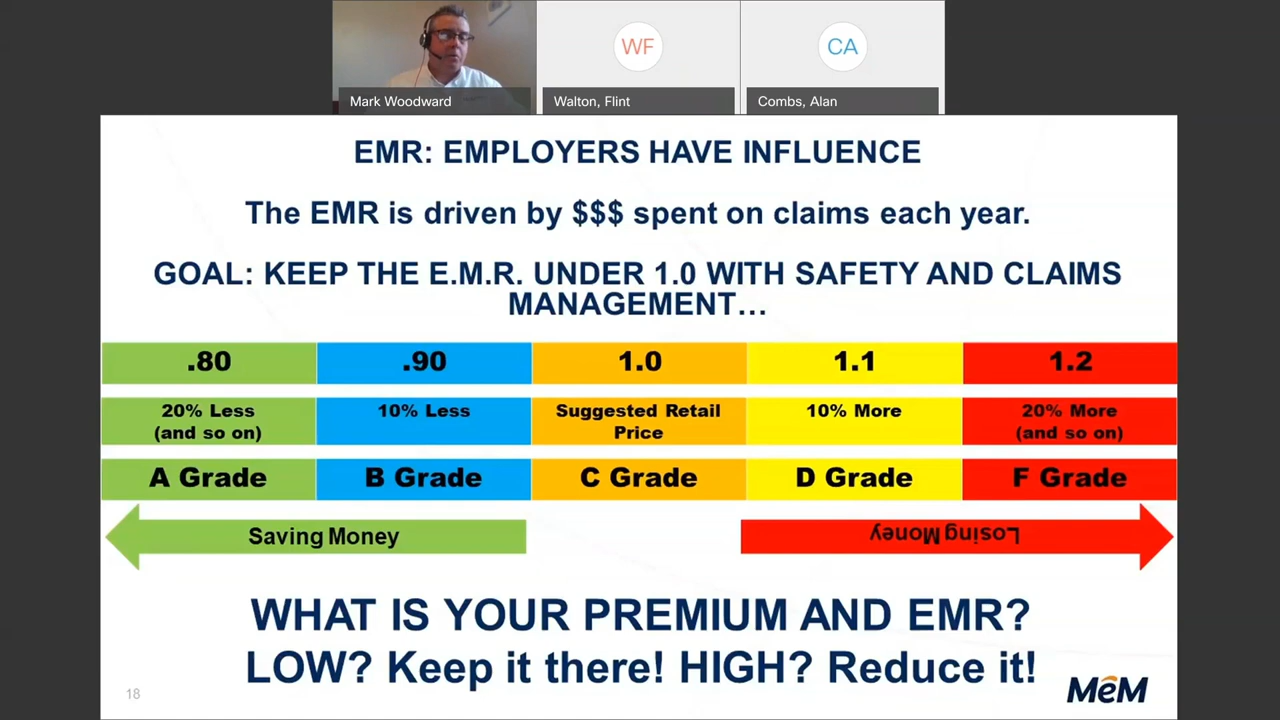 WF
CA
Mark Woodward
Walton, Flint
Combs, Alan
EMR: EMPLOYERS HAVE INFLUENCE
The EMR is driven by $$$ spent on claims each year.
GOAL: KEEP THE E.M.R. UNDER 1.0 WITH SAFETY AND CLAIMS
MANAGEMENT…
.80
.90
1.0
1.1
1.2
20% Less
(and so on)
10% Less
Suggested Retail
Price
10% More
20% More
(and so on)
A Grade
B Grade
C Grade
D Grade
F Grade
Saving Money
Losing Money
WHAT IS YOUR PREMIUM AND EMR?
LOW? Keep it there! HIGH? Reduce it!
18
MeM